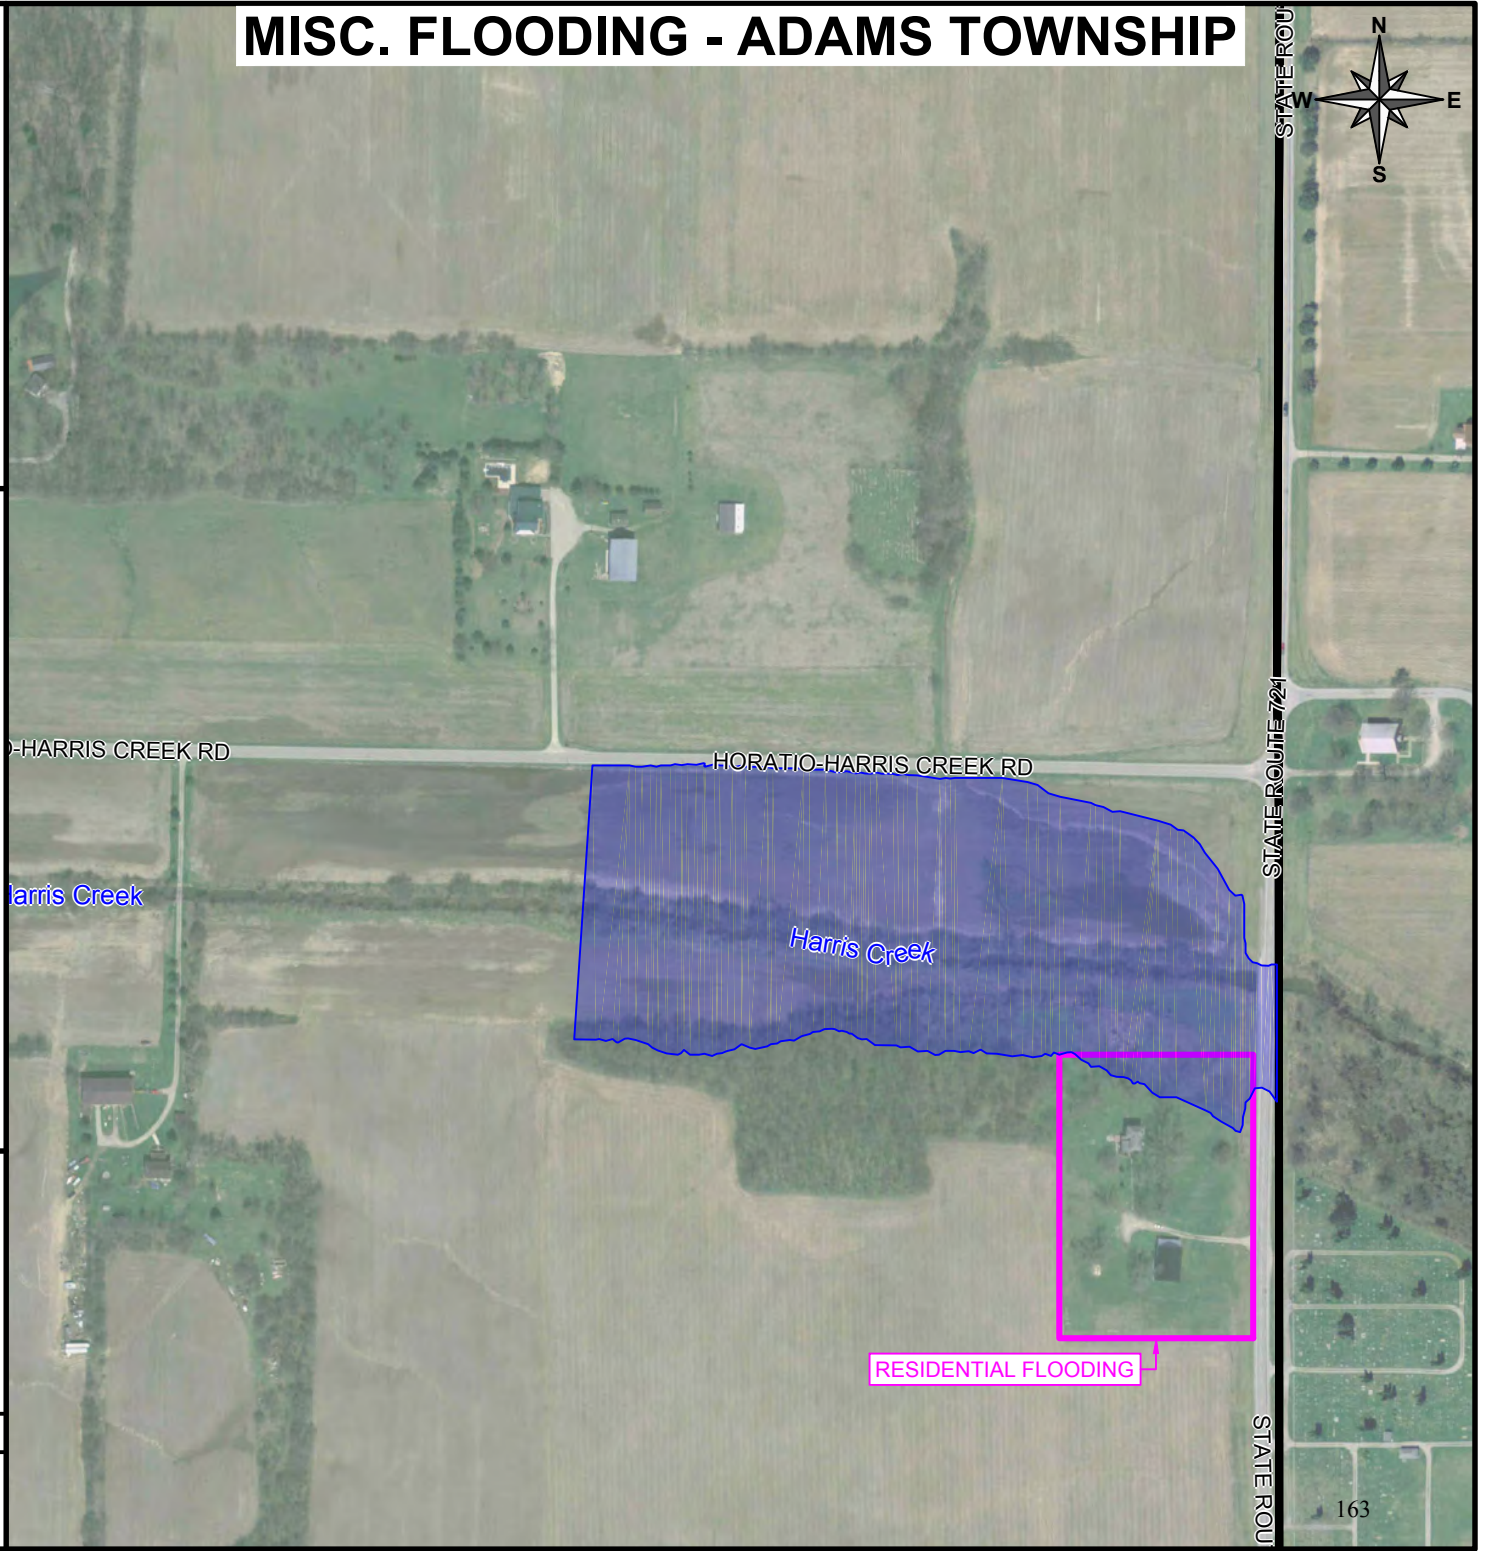 MISC. FLOODING - ADAMS TOWNSHIP
STATE ROU
N
W
E
S
-HARRIS CREEK RD
HORATIO-HARRIS CREEK RD
STATE ROUTE 721
Harris Creek
Harris Creek
RESIDENTIAL FLOODING
STATE ROU
163